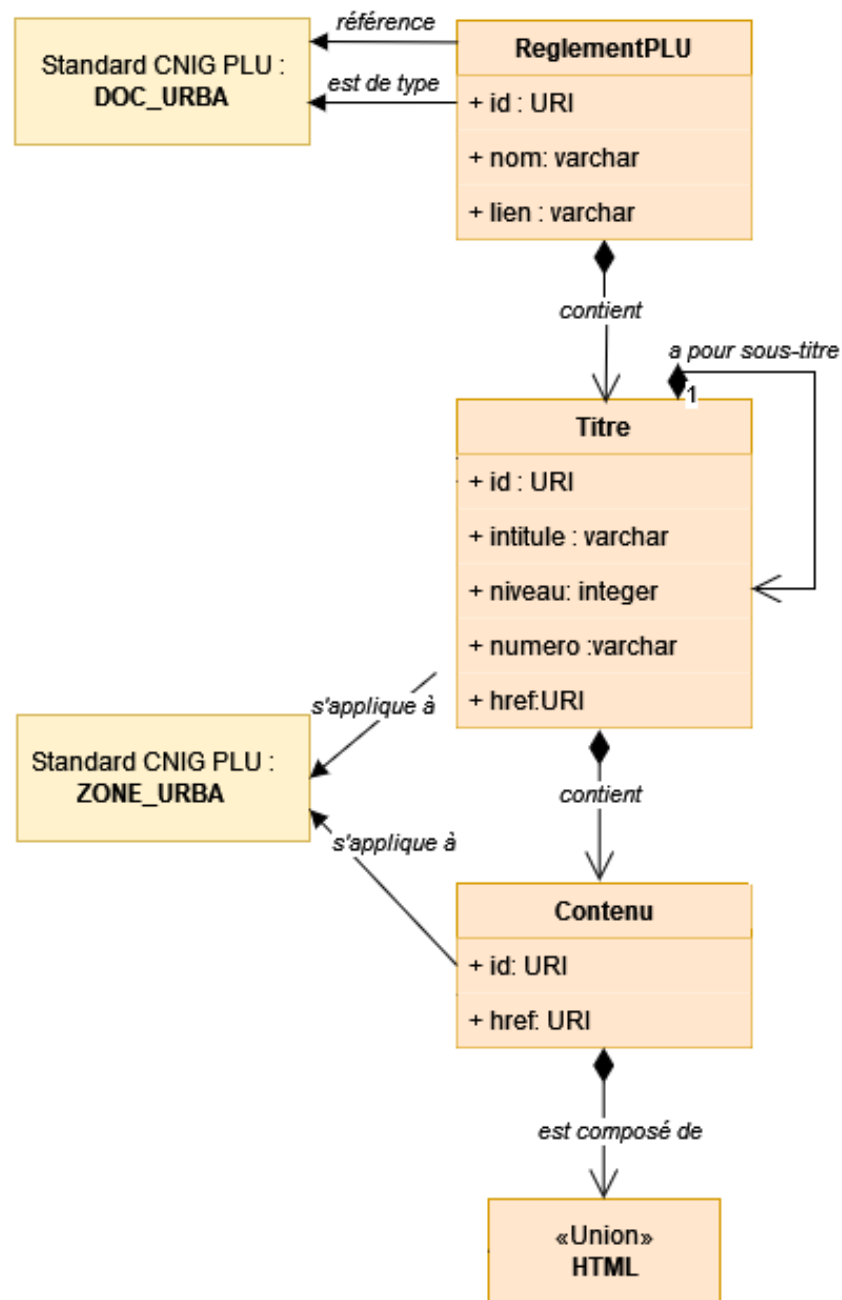 référence
est de type
Standard CNIG PLU :
DOC_URBA
ReglementPLU
+ id : URI
+ nom: varchar
+ lien : varchar
contient
a pour sous-titre
1
Titre
+ id : URI
+ intitule : varchar
+ niveau: integer
+ numero :varchar
+ href:URI
s'applique à
Standard CNIG PLU :
ZONE_URBA
s'applique à
contient
Contenu
+ id: URI
+ href: URI
est composé de
«Union»
HTML